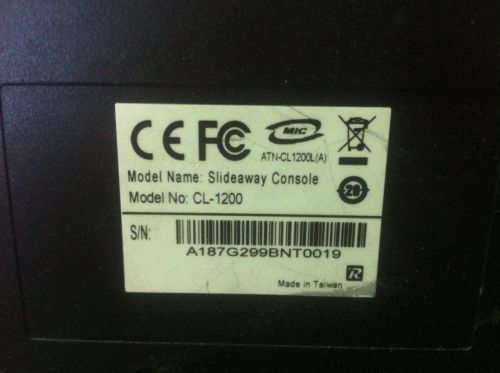 CE FC MIC
ATN-CL1200L(A)
Model Name: Slideaway Console
Model No: CL-1200
20
S/N:
A187G299BNT0019
R
Made in Taiwan